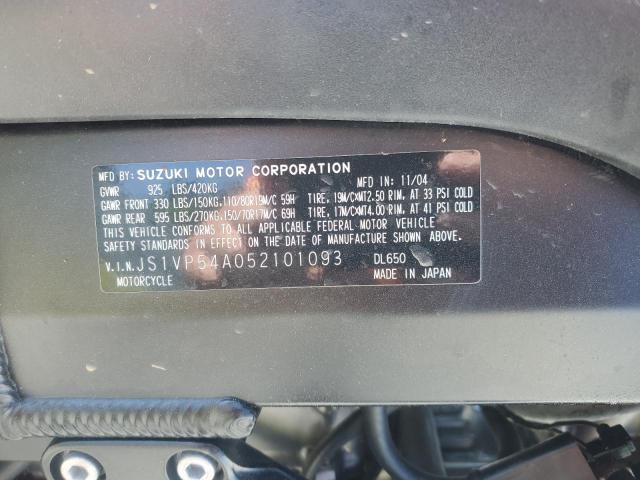 MFD BY: SUZUKI MOTOR CORPORATION MFD IN: 11/04
GVWR 925 LBS/420KG
GAWR FRONT 330 LBS/150KG,110/80R19M/C 59H TIRE, 19M/CXMT2.50 RIM, AT 33 PSI COLD
GAWR REAR 595 LBS/270KG,150/70R17M/C 69H TIRE, 17M/CXMT4.00 RIM, AT 41 PSI COLD
THIS VEHICLE CONFORMS TO ALL APPLICABLE FEDERAL MOTOR VEHICLE
SAFETY STANDARDS IN EFFECT ON THE DATE OF MANUFACTURE SHOWN ABOVE.
V.I.N.JS1VP54A052101093 DL650
MOTORCYCLE MADE IN JAPAN